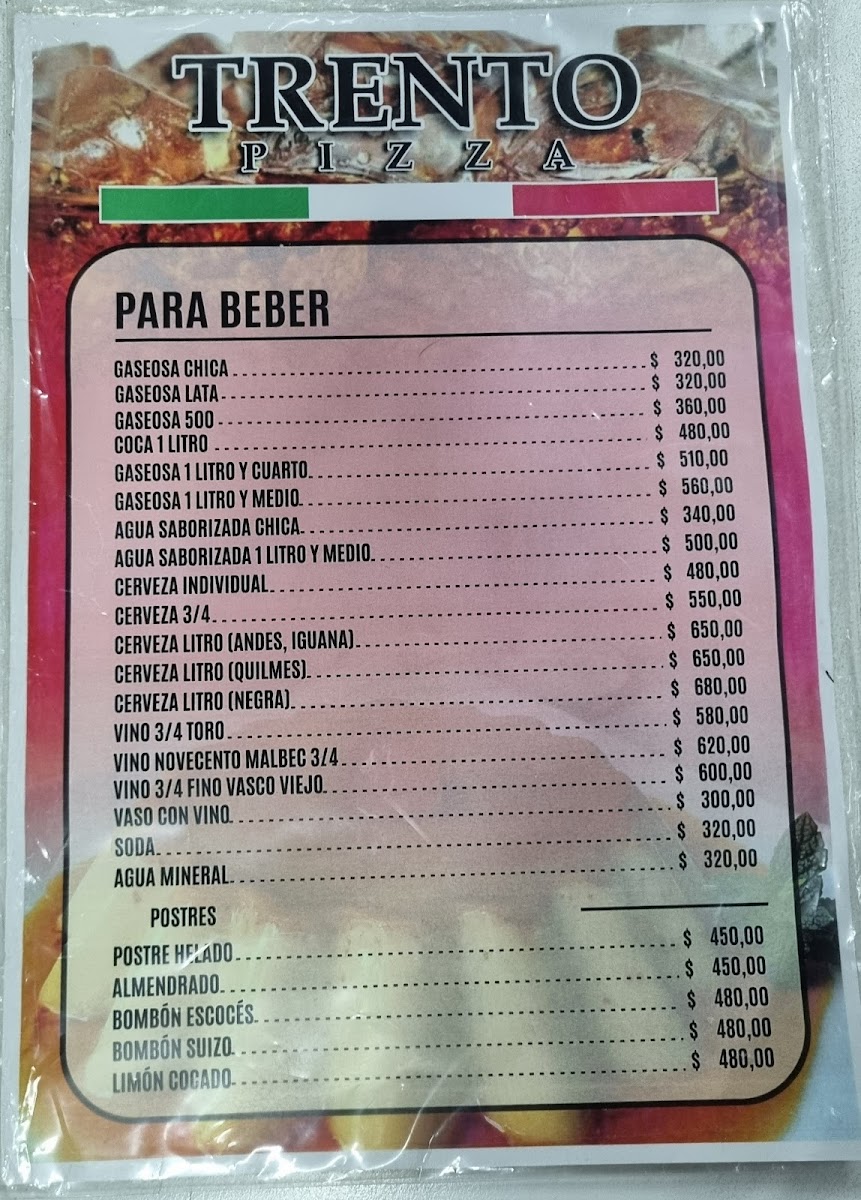 TRENTO
PIZZA
PARA BEBER
GASEOSA CHICA $ 320,00
GASEOSA LATA $ 320,00
GASEOSA 500 $ 360,00
COCA 1 LITRO $ 480,00
GASEOSA 1 LITRO Y CUARTO $ 510,00
GASEOSA 1 LITRO Y MEDIO $ 560,00
AGUA SABORIZADA CHICA $ 340,00
AGUA SABORIZADA 1 LITRO Y MEDIO $ 500,00
CERVEZA INDIVIDUAL $ 480,00
CERVEZA 3/4 $ 550,00
CERVEZA LITRO (ANDES, IGUANA) $ 650,00
CERVEZA LITRO (QUILMES) $ 650,00
CERVEZA LITRO (NEGRA) $ 680,00
VINO 3/4 TORO $ 580,00
VINO NOVECENTO MALBEC 3/4 $ 620,00
VINO 3/4 FINO VASCO VIEJO $ 600,00
VASO CON VINO $ 300,00
SODA $ 320,00
AGUA MINERAL $ 320,00
POSTRES
POSTRE HELADO $ 450,00
ALMENDRADO $ 450,00
BOMBÓN ESCOCÉS $ 480,00
BOMBÓN SUIZO $ 480,00
LIMÓN COCADO $ 480,00